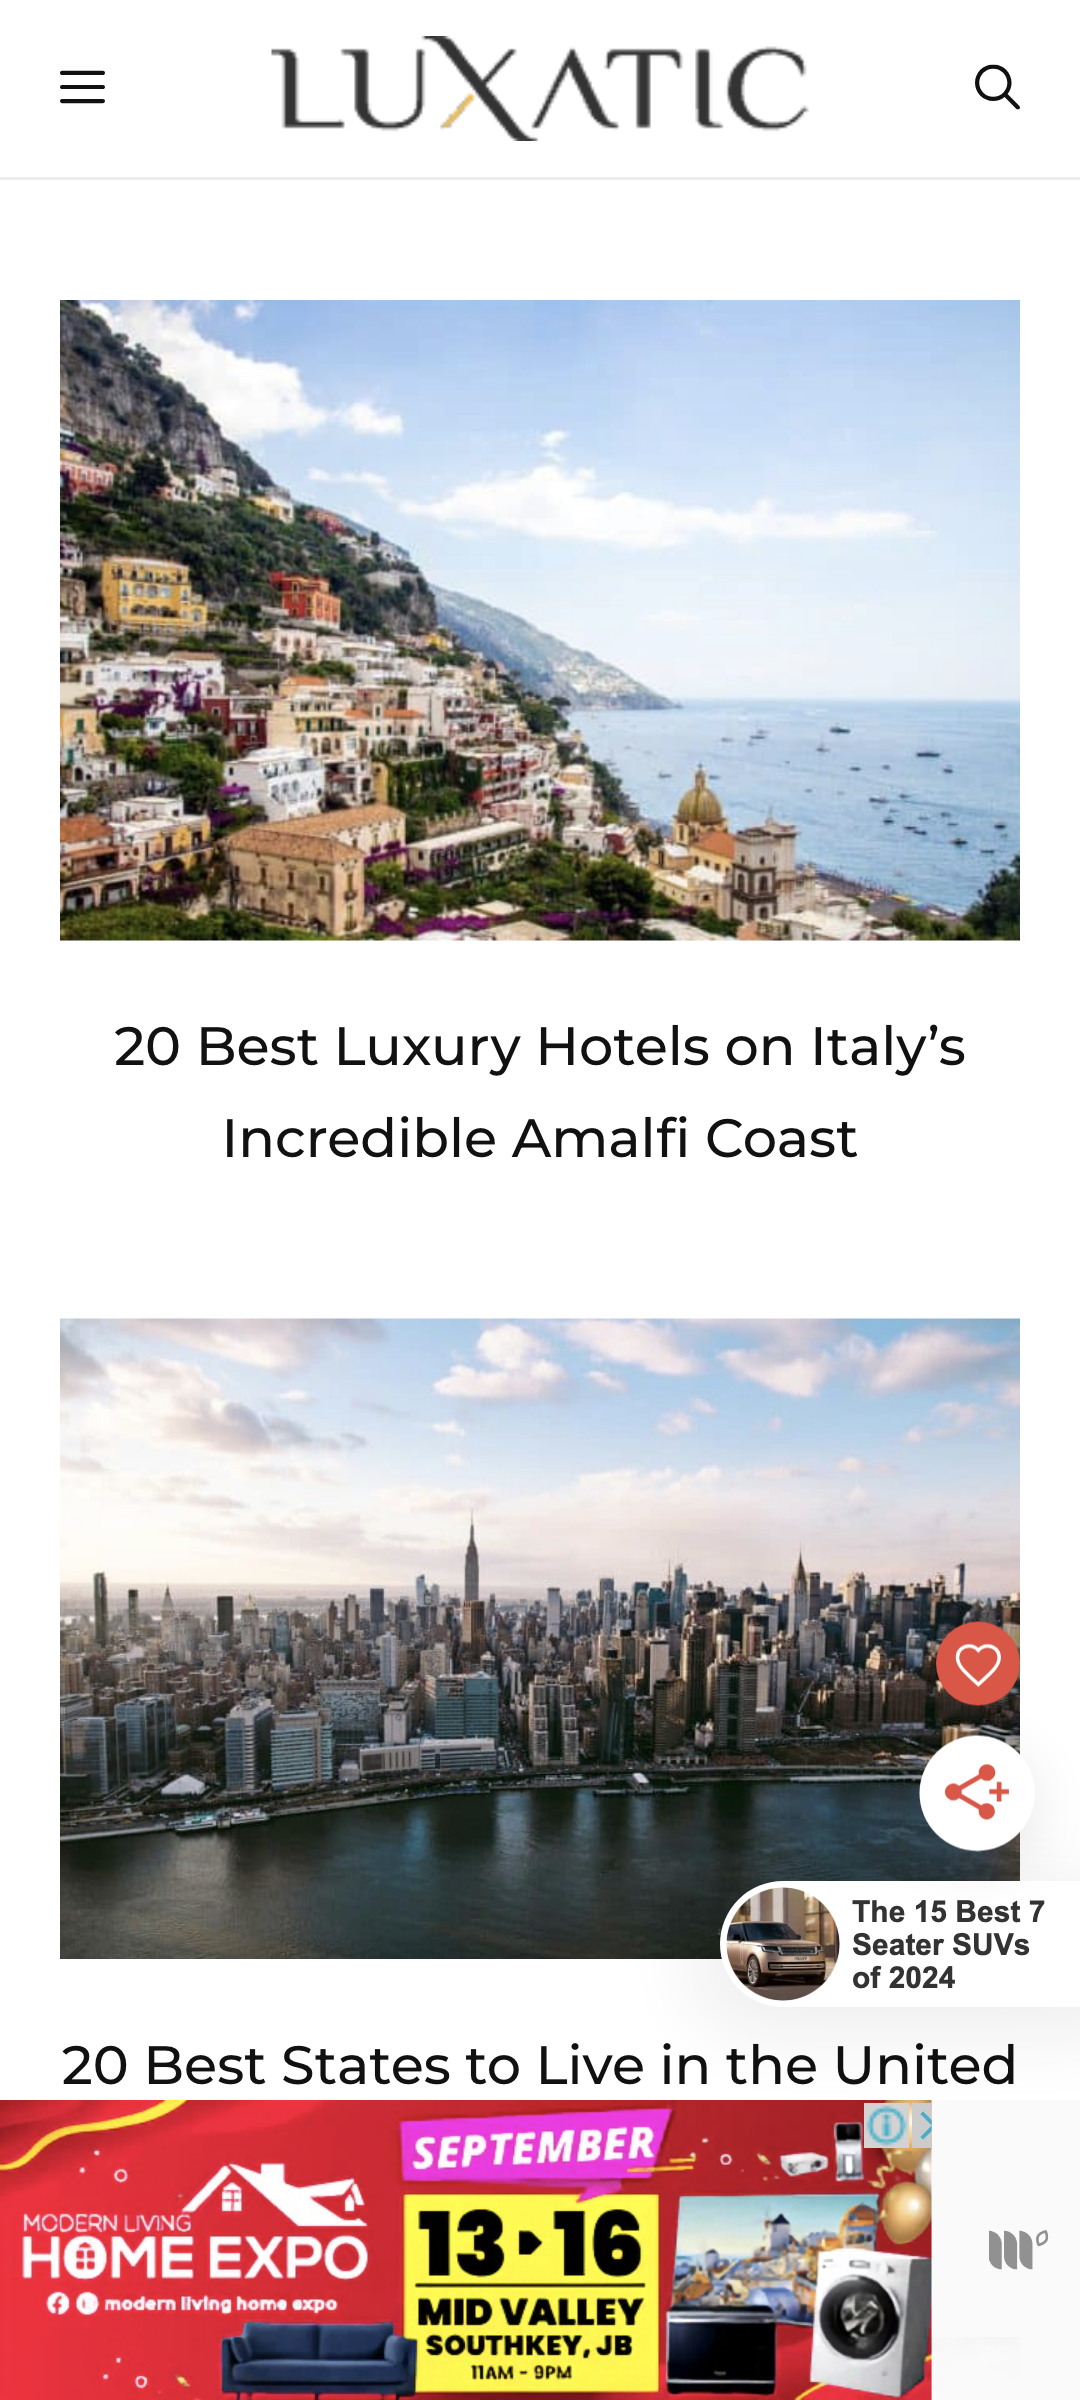 LUXATIC
20 Best Luxury Hotels on Italy’s
Incredible Amalfi Coast
The 15 Best 7
Seater SUVs
of 2024
20 Best States to Live in the United
SEPTEMBER
MODERN LIVING
HOME EXPO
modern living home expo
13 ▸ 16
MID VALLEY
SOUTHKEY, JB
11AM - 9PM